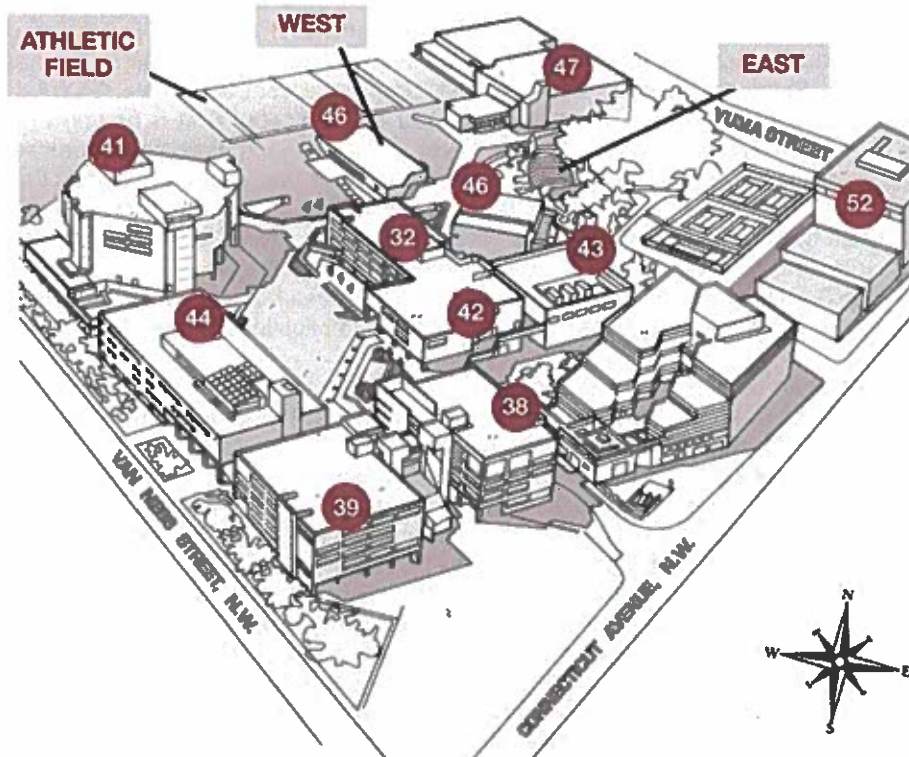 WEST
ATHLETIC
FIELD
EAST
47
46
41
YUMA STREET
46
52
32
43
42
44
38
39
VAN NESS STREET, N.W.
CONNECTICUT AVENUE, N.W.
N
W
E
S